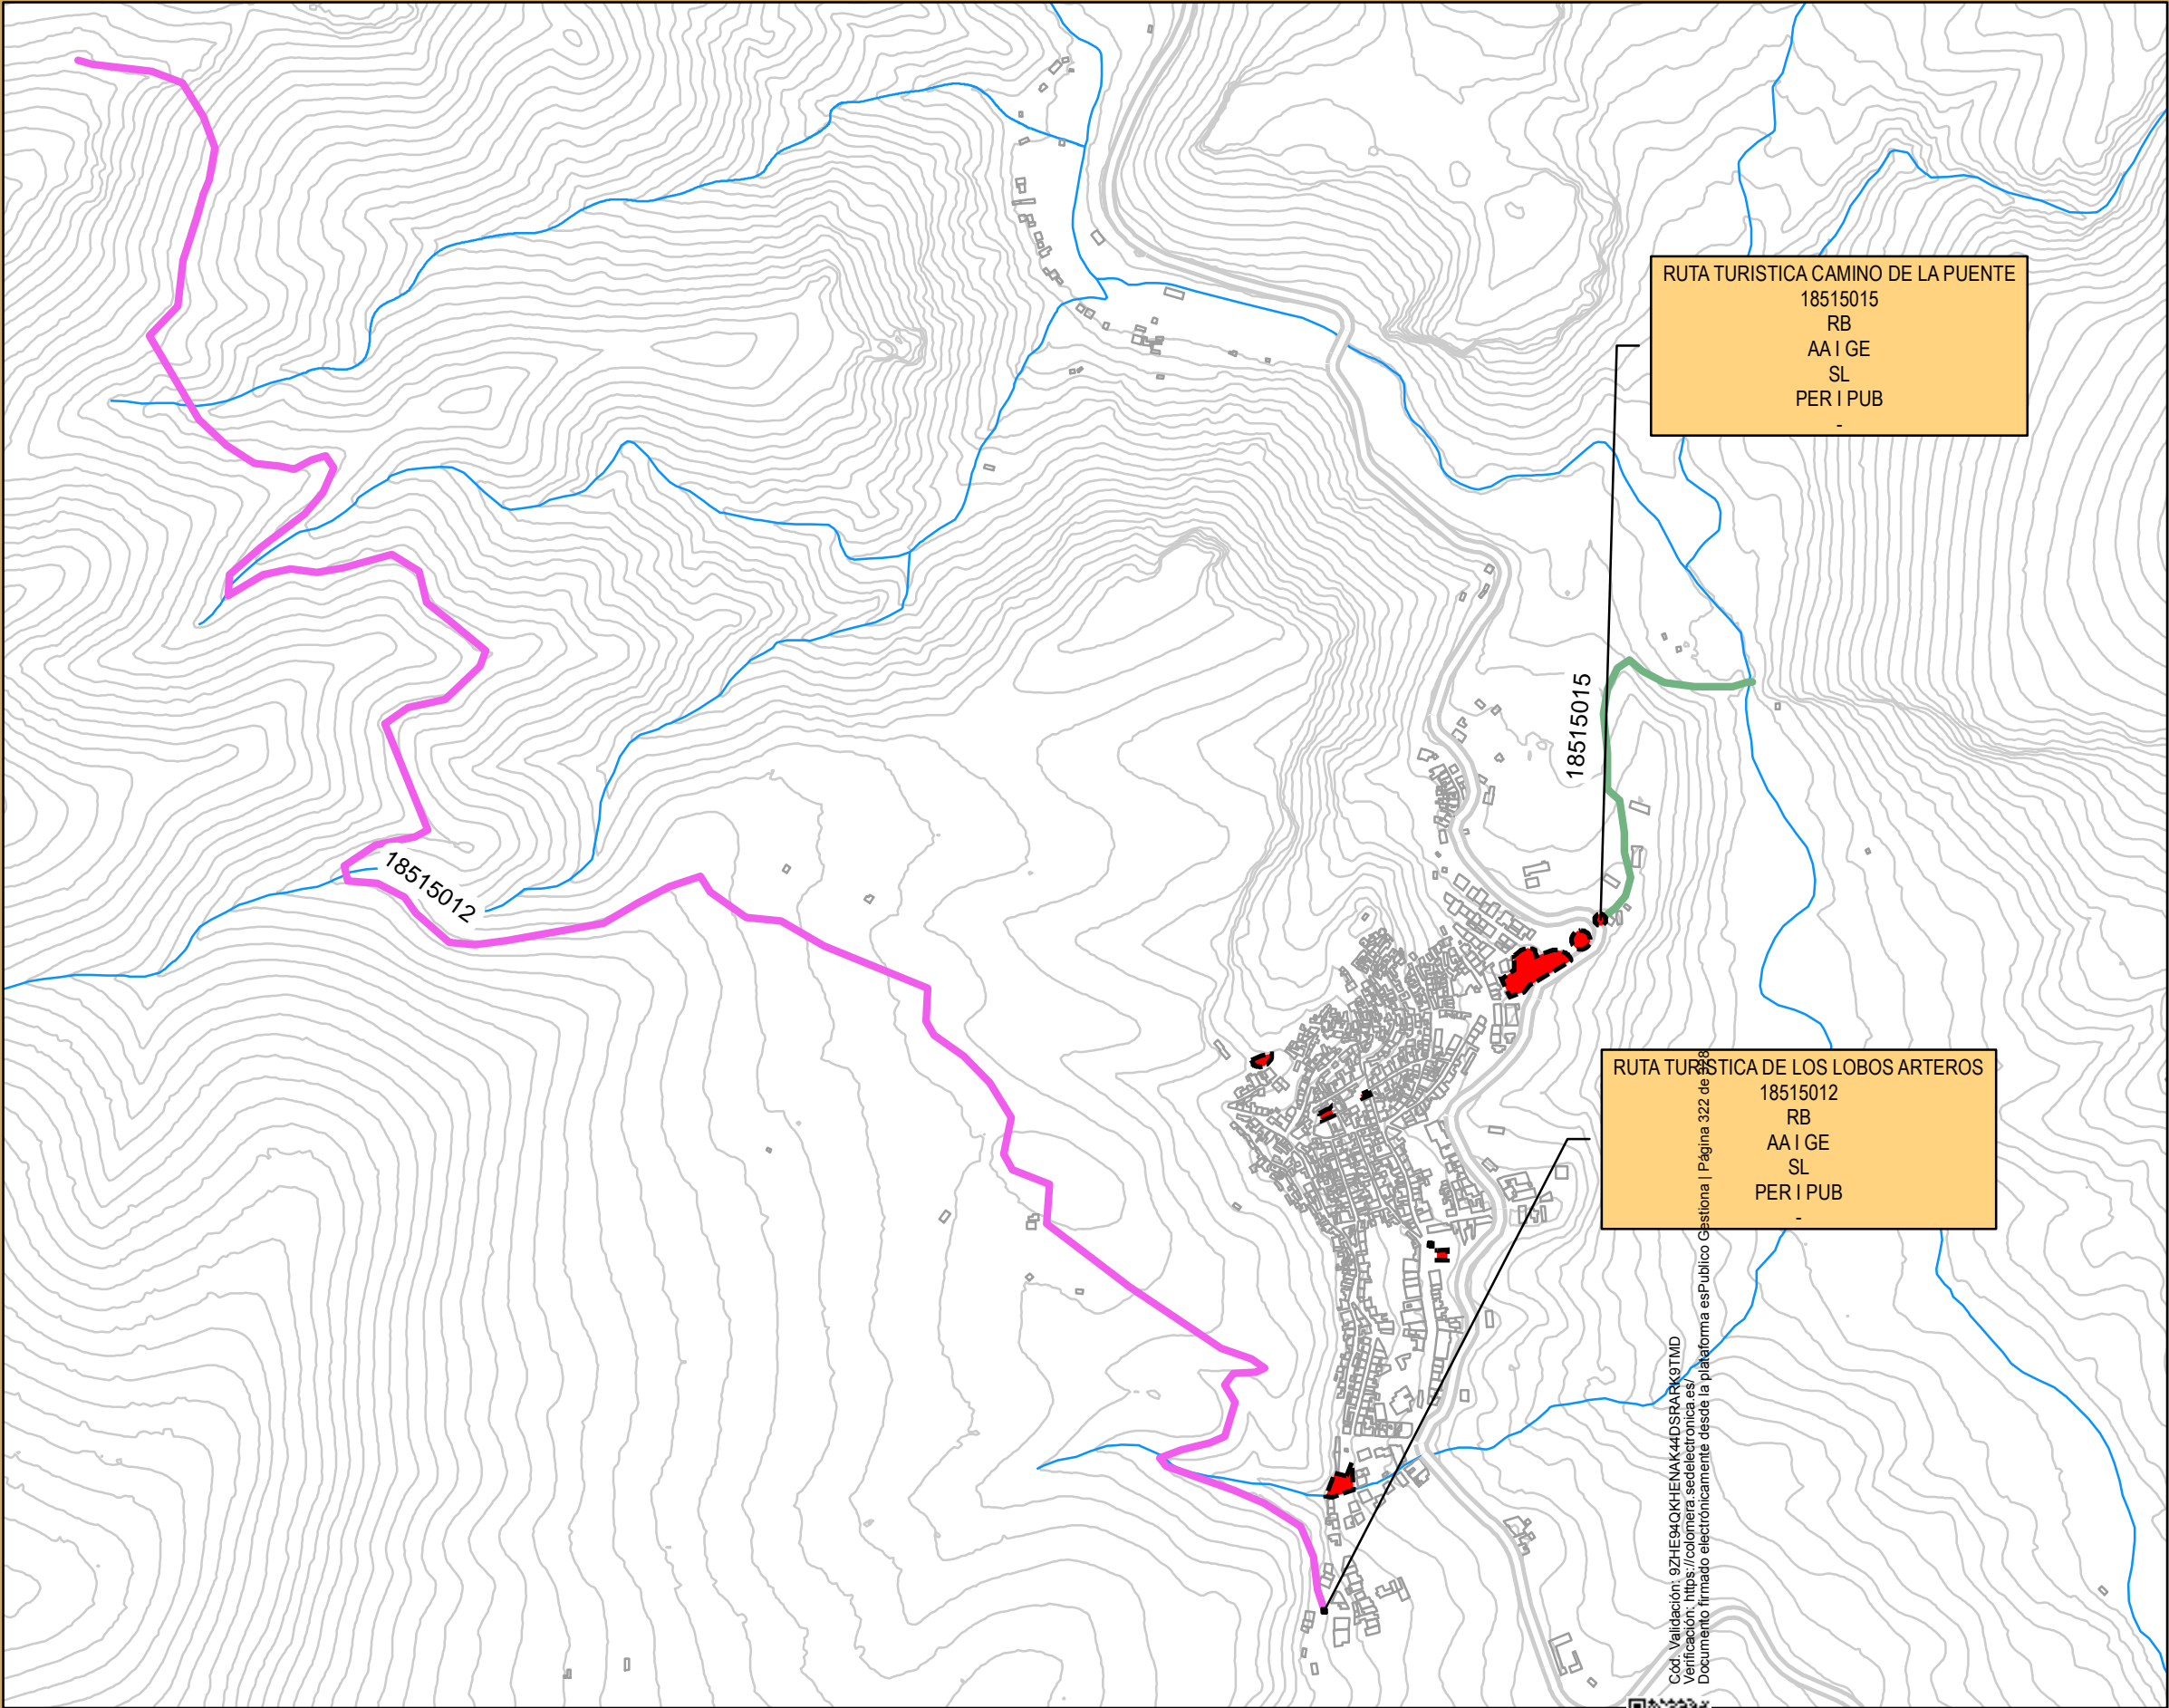 RUTA TURISTICA CAMINO DE LA PUENTE
18515015
RB
AA I GE
SL
PER I PUB
-
18515015
18515012
RUTA TURISTICA DE LOS LOBOS ARTEROS
18515012
RB
AA I GE
SL
PER I PUB
-
Cód. Validación: 9ZHE94QKHENAK44DSRARK9TMD
Verificación: https://colomera.sedelectronica.es/
Documento firmado electrónicamente desde la plataforma esPublico Gestiona | Página 322 de